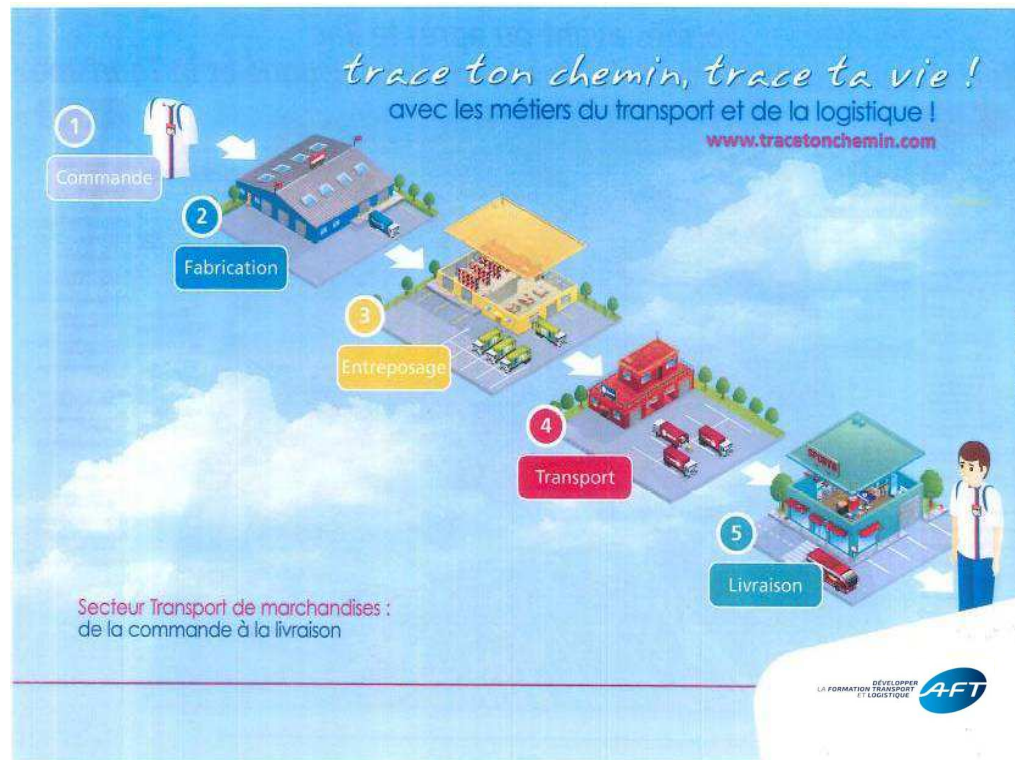 trace ton chemin, trace ta vie !
avec les métiers du transport et de la logistique !
www.tracetonchemin.com
1
Commande
2
Fabrication
3
Entreposage
4
Transport
SPORTS
5
Livraison
Secteur Transport de marchandises :
de la commande à la livraison
DÉVELOPPER
LA FORMATION TRANSPORT
ET LOGISTIQUE
AFT